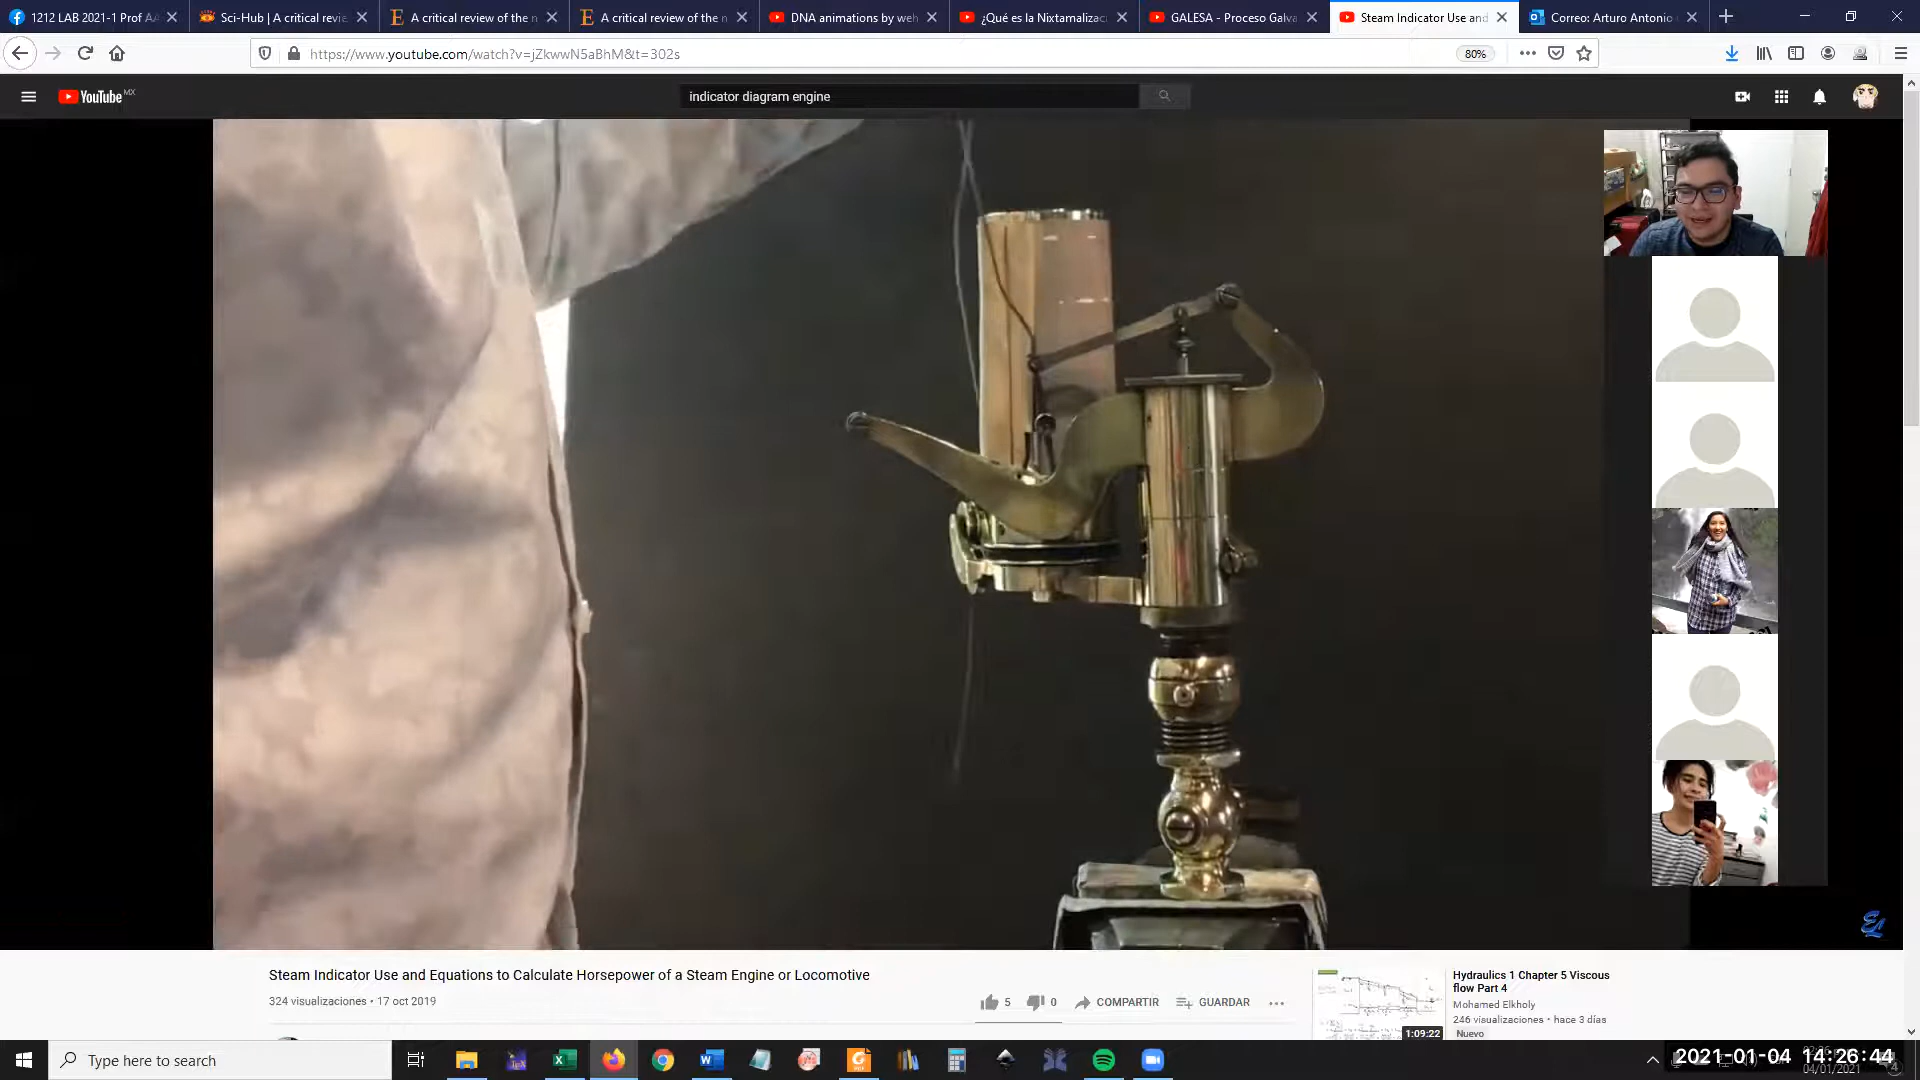 1212 LAB 2021-1 Prof AA
Sci-Hub | A critical revie
A critical review of the n
A critical review of the n
DNA animations by weh
¿Qué es la Nixtamalizac
GALESA - Proceso Galva
Steam Indicator Use and
Correo: Arturo Antonio
https://www.youtube.com/watch?v=jZkwwN5aBhM&t=302s
80%
YouTube MX
indicator diagram engine
Steam Indicator Use and Equations to Calculate Horsepower of a Steam Engine or Locomotive
324 visualizaciones • 17 oct 2019
5
0
COMPARTIR
GUARDAR
Hydraulics 1 Chapter 5 Viscous
flow Part 4
Mohamed Elkholy
246 visualizaciones • hace 3 días
Nuevo
1:09:22
Type here to search
2021-01-04 14:26:44
04/01/2021
4